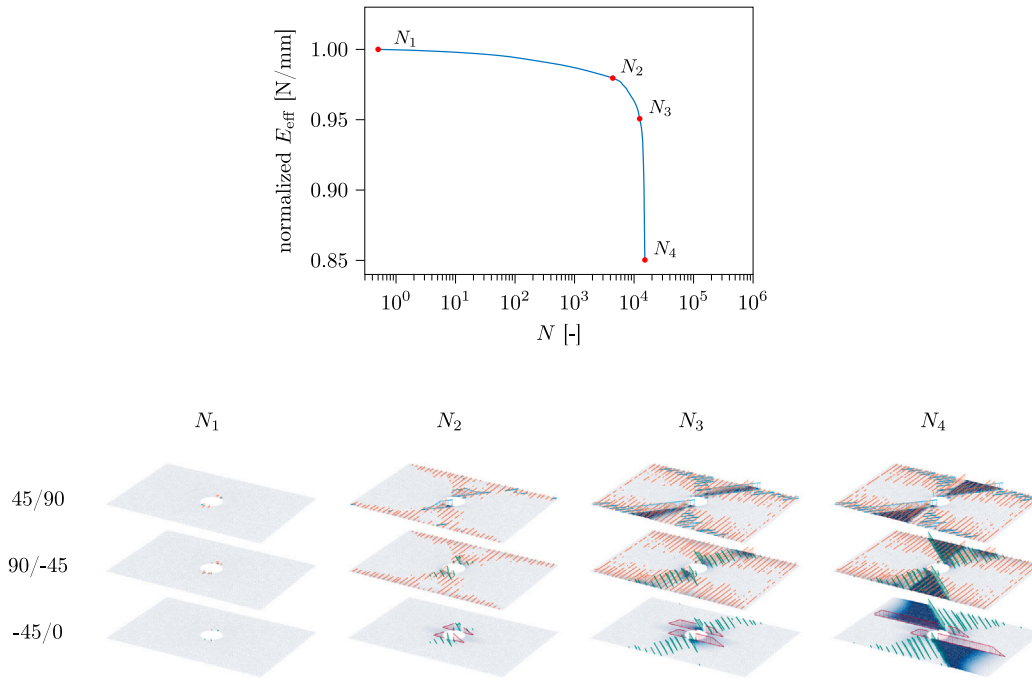 1.00
0.95
0.90
0.85
normalized E_eff [N/mm]
N_1
N_2
N_3
N_4
10^0 10^1 10^2 10^3 10^4 10^5 10^6
N [-]
N_1 N_2 N_3 N_4
45/90
90/-45
-45/0